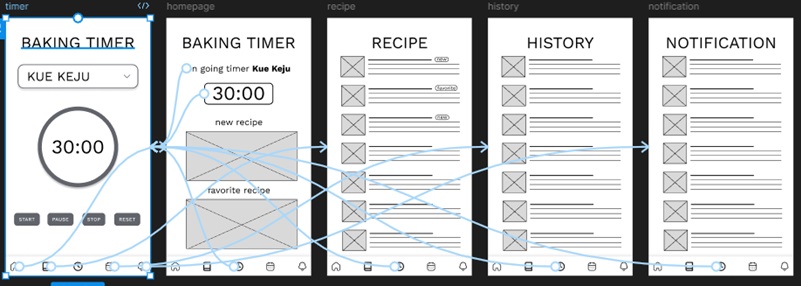 timer
BAKING TIMER
KUE KEJU
30:00
START PAUSE STOP RESET
homepage
BAKING TIMER
n going timer Kue Keju
30:00
new recipe
favorite recipe
recipe
RECIPE
new
favorite
new
history
HISTORY
notification
NOTIFICATION